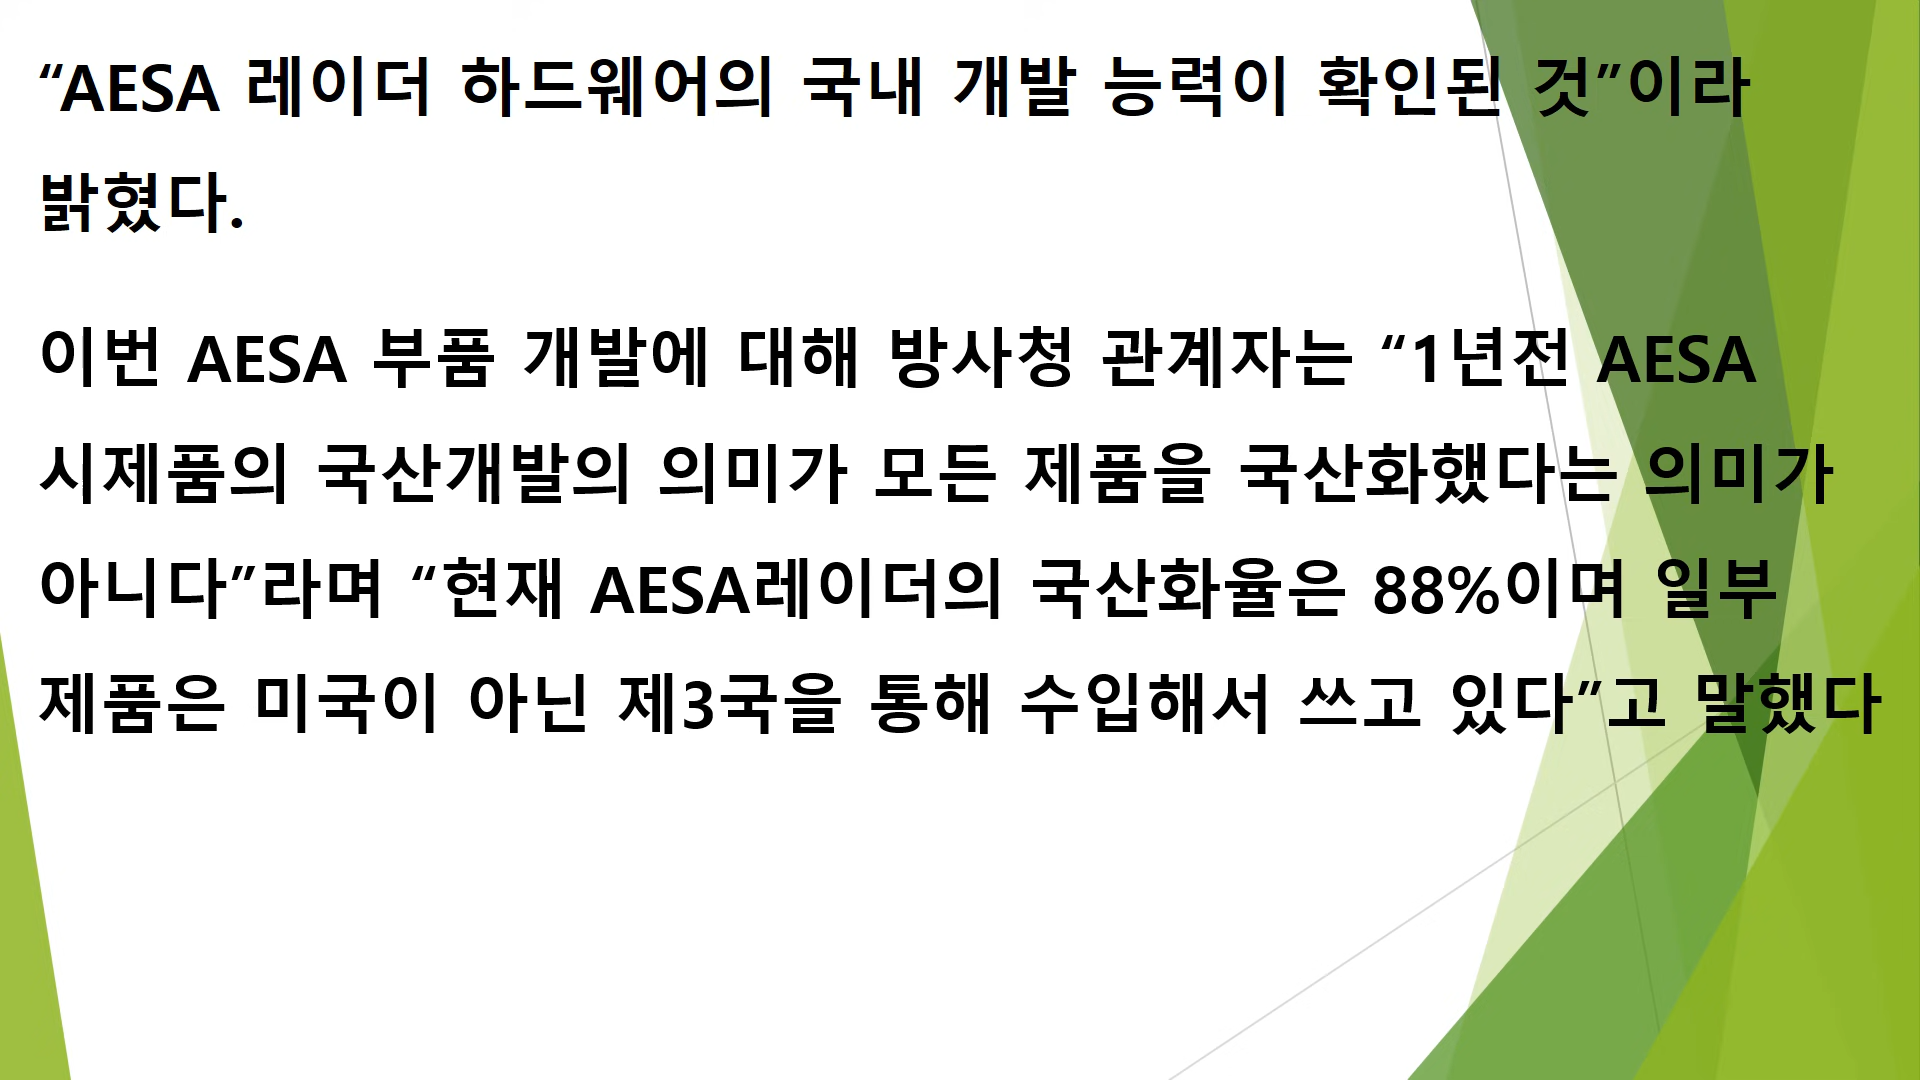 “AESA 레이더 하드웨어의 국내 개발 능력이 확인된 것”이라
밝혔다.
이번 AESA 부품 개발에 대해 방사청 관계자는 “1년전 AESA
시제품의 국산개발의 의미가 모든 제품을 국산화했다는 의미가
아니다”라며 “현재 AESA레이더의 국산화율은 88%이며 일부
제품은 미국이 아닌 제3국을 통해 수입해서 쓰고 있다”고 말했다